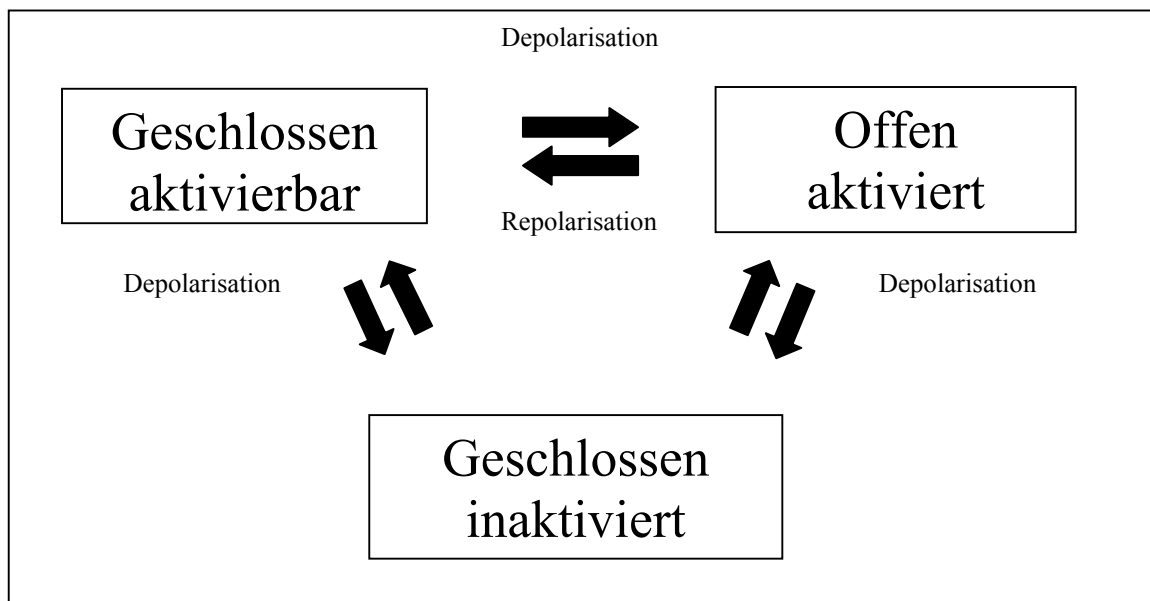 Depolarisation
Geschlossen
aktivierbar
Offen
aktiviert
Repolarisation
Depolarisation
Depolarisation
Geschlossen
inaktiviert